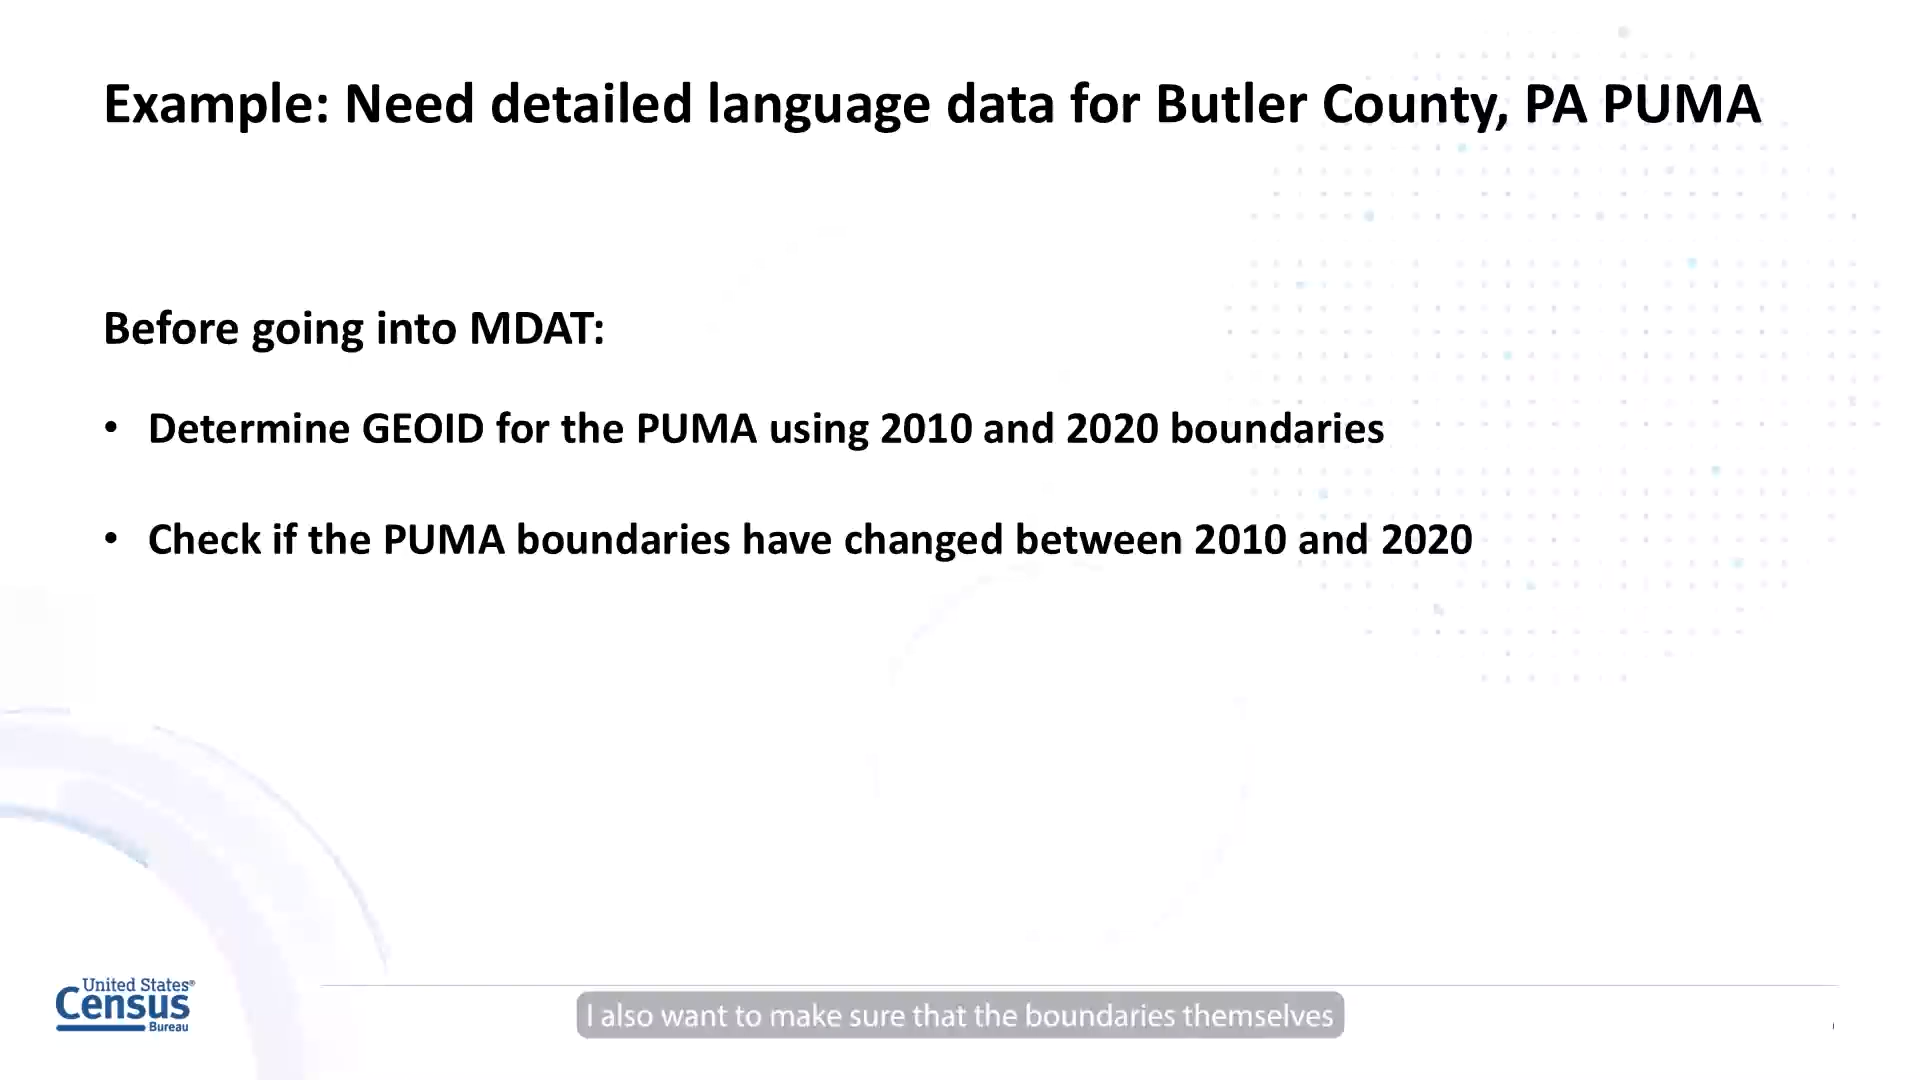 Example: Need detailed language data for Butler County, PA PUMA
Before going into MDAT:
• Determine GEOID for the PUMA using 2010 and 2020 boundaries
• Check if the PUMA boundaries have changed between 2010 and 2020
United States®
Census
Bureau
I also want to make sure that the boundaries themselves